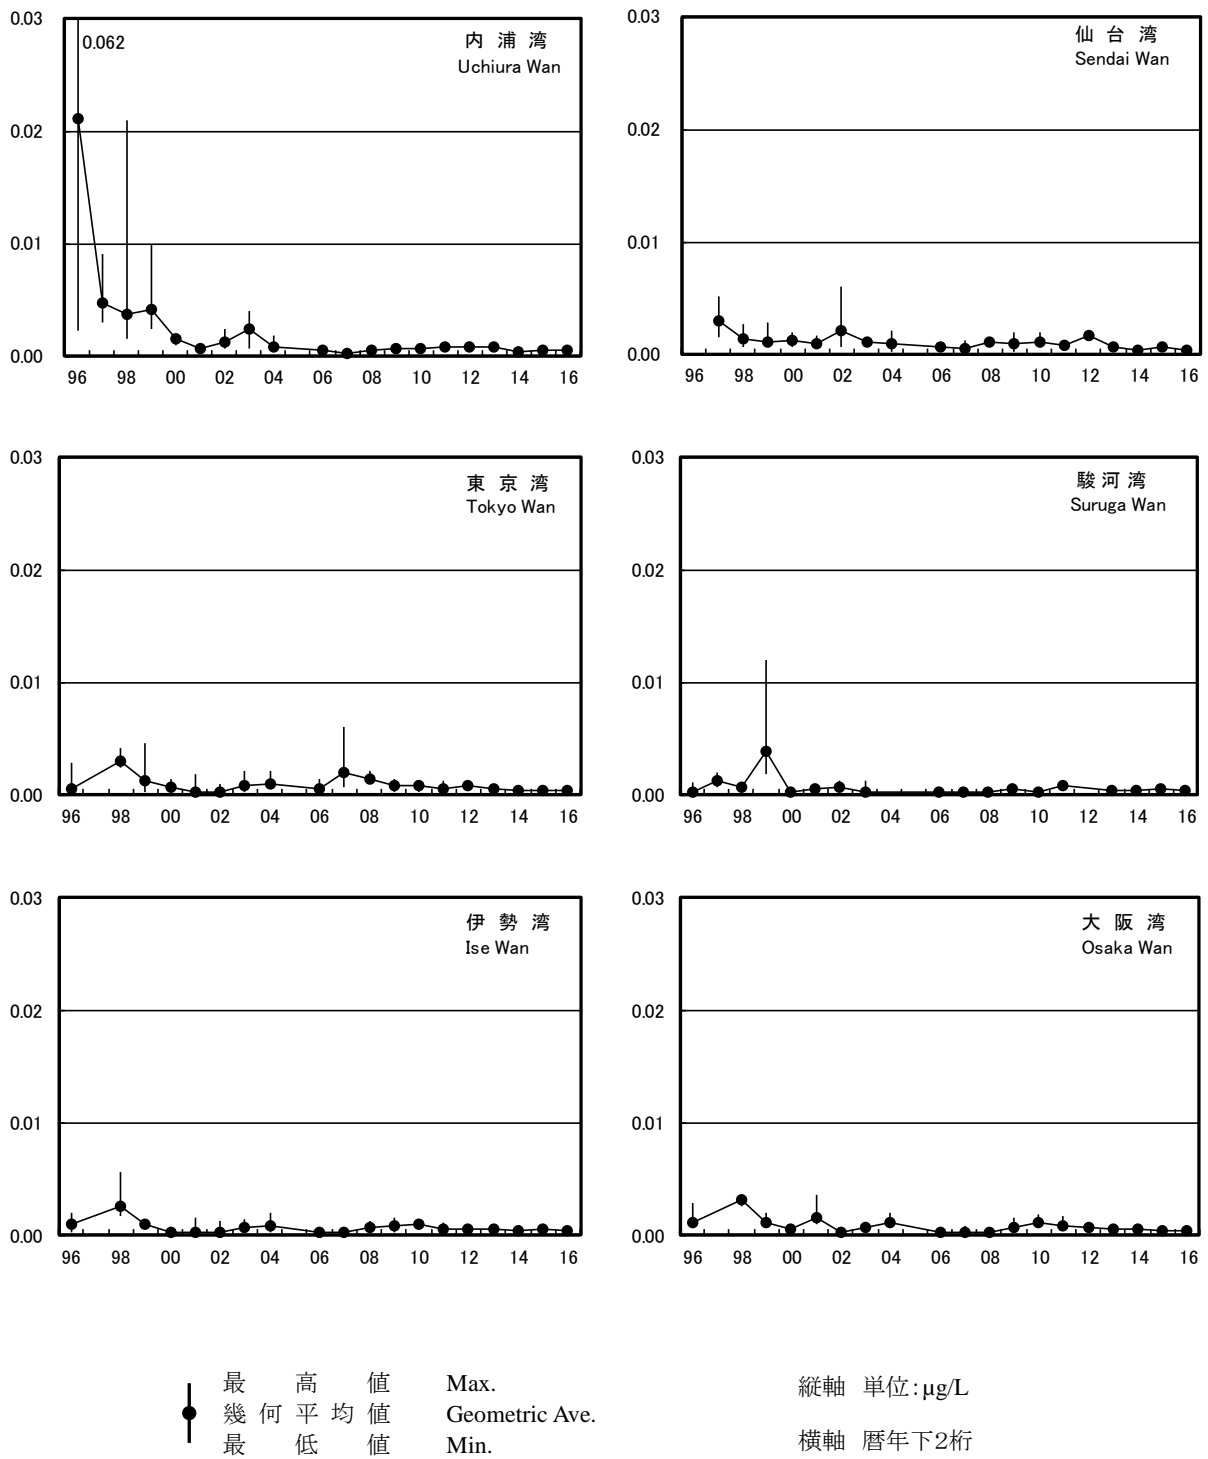 0.03
0.02
0.01
0.00
0.062
内浦湾
Uchiura Wan
96 98 00 02 04 06 08 10 12 14 16
0.03
0.02
0.01
0.00
仙台湾
Sendai Wan
96 98 00 02 04 06 08 10 12 14 16
0.03
0.02
0.01
0.00
東京湾
Tokyo Wan
96 98 00 02 04 06 08 10 12 14 16
0.03
0.02
0.01
0.00
駿河湾
Suruga Wan
96 98 00 02 04 06 08 10 12 14 16
0.03
0.02
0.01
0.00
伊勢湾
Ise Wan
96 98 00 02 04 06 08 10 12 14 16
0.03
0.02
0.01
0.00
大阪湾
Osaka Wan
96 98 00 02 04 06 08 10 12 14 16
最高値 Max.
幾何平均値 Geometric Ave.
最低値 Min.
縦軸 単位:µg/L
横軸 暦年下2桁